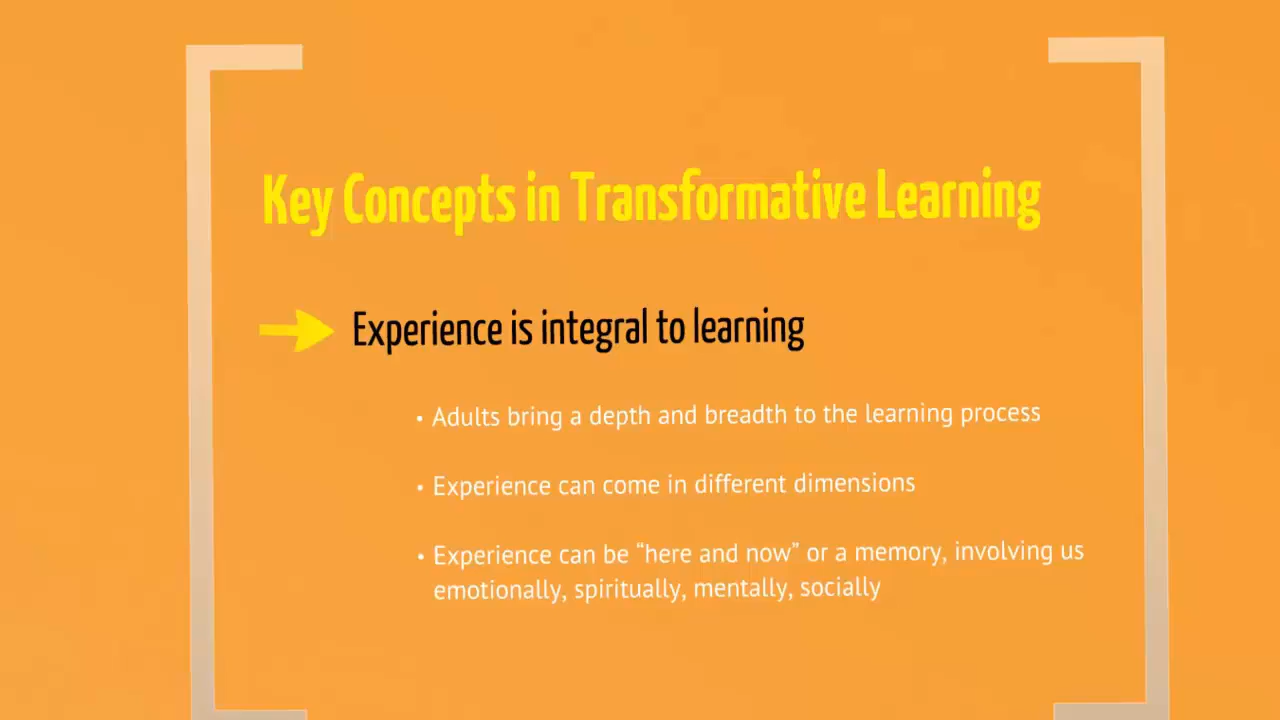 Key Concepts in Transformative Learning
Experience is integral to learning
• Adults bring a depth and breadth to the learning process
• Experience can come in different dimensions
• Experience can be “here and now” or a memory, involving us
emotionally, spiritually, mentally, socially